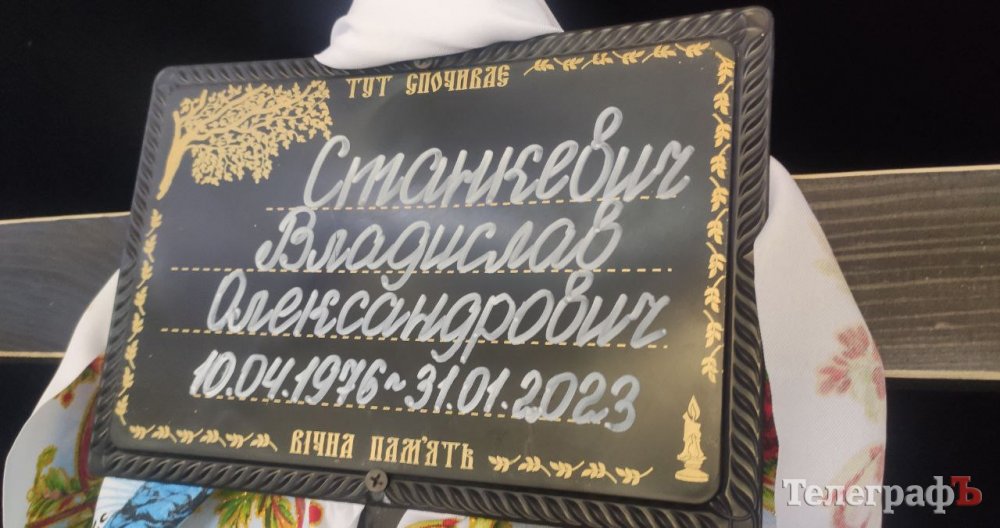 ТУТ СПОЧИВАЄ
Станкевич
Владислав
Олександрович
10.04.1976~31.01.2023
ВІЧНА ПАМ'ЯТЬ
ТелеграфЪ